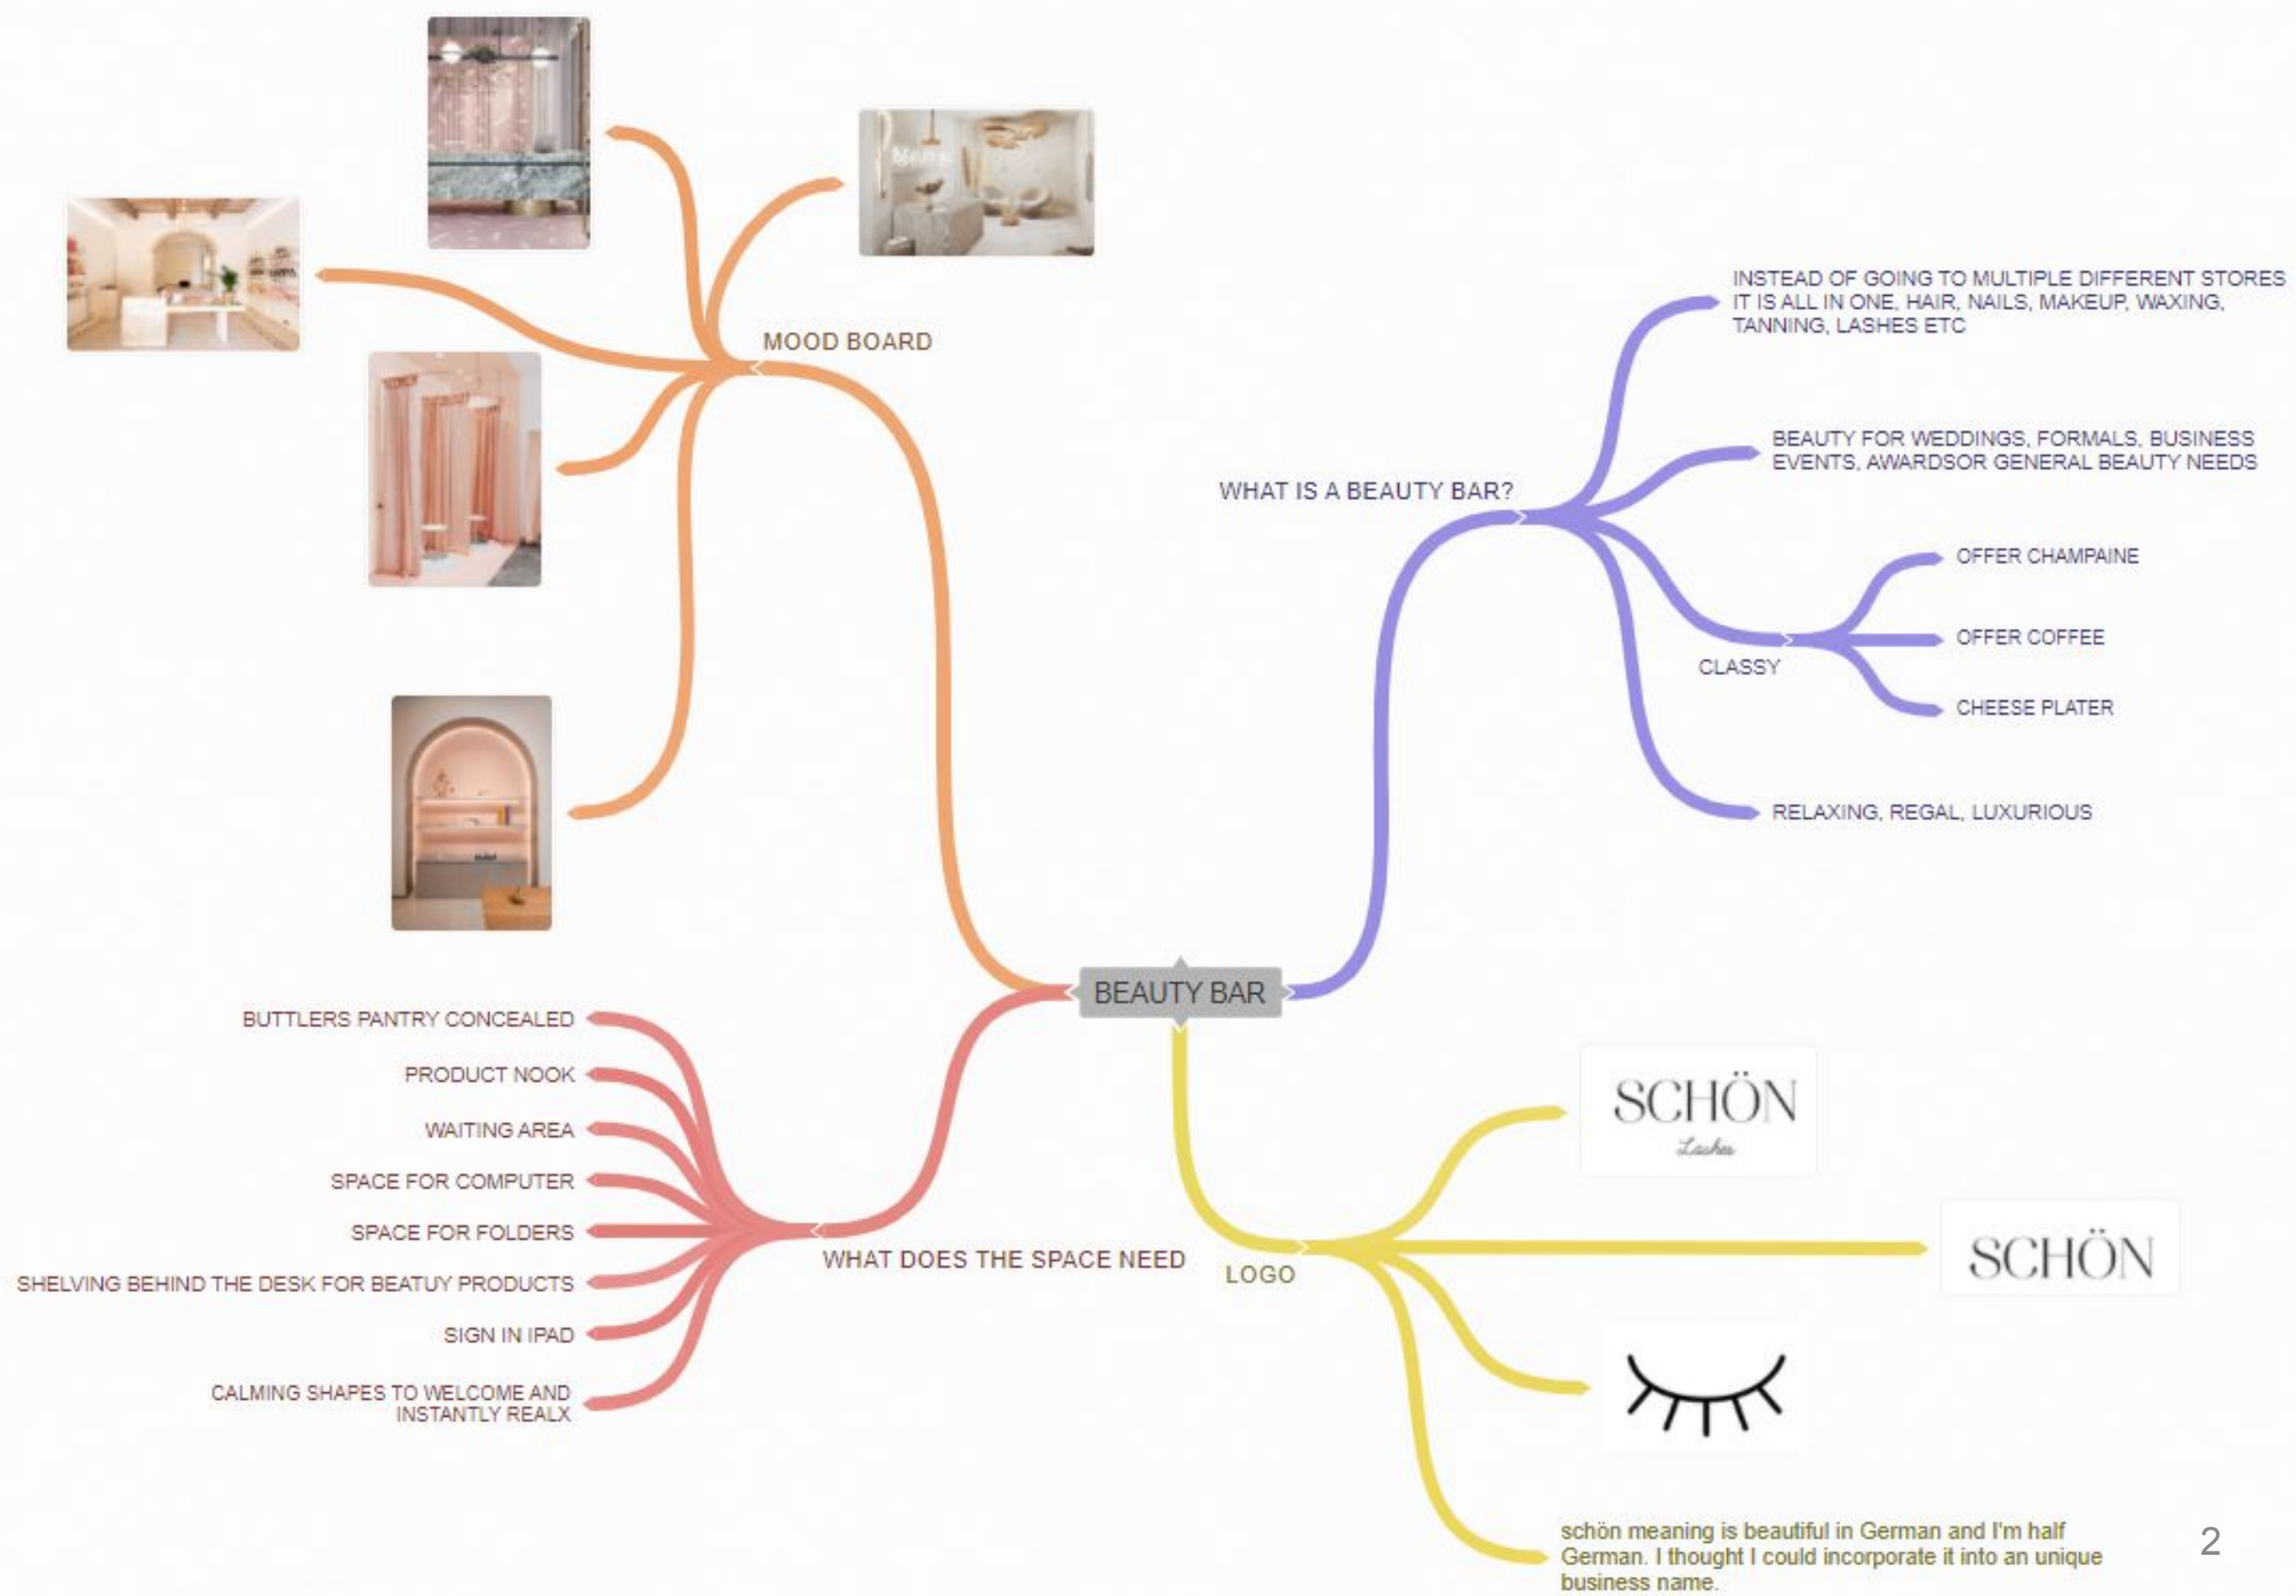 MOOD BOARD
WHAT IS A BEAUTY BAR?
INSTEAD OF GOING TO MULTIPLE DIFFERENT STORES
IT IS ALL IN ONE, HAIR, NAILS, MAKEUP, WAXING,
TANNING, LASHES ETC
BEAUTY FOR WEDDINGS, FORMALS, BUSINESS
EVENTS, AWARDSOR GENERAL BEAUTY NEEDS
CLASSY
OFFER CHAMPAINE
OFFER COFFEE
CHEESE PLATER
RELAXING, REGAL, LUXURIOUS
BEAUTY BAR
BUTTLERS PANTRY CONCEALED
PRODUCT NOOK
WAITING AREA
SPACE FOR COMPUTER
SPACE FOR FOLDERS
SHELVING BEHIND THE DESK FOR BEATUY PRODUCTS
SIGN IN IPAD
CALMING SHAPES TO WELCOME AND
INSTANTLY REALX
WHAT DOES THE SPACE NEED
LOGO
SCHÖN
Lashes
SCHÖN
schön meaning is beautiful in German and I'm half
German. I thought I could incorporate it into an unique
business name.
2